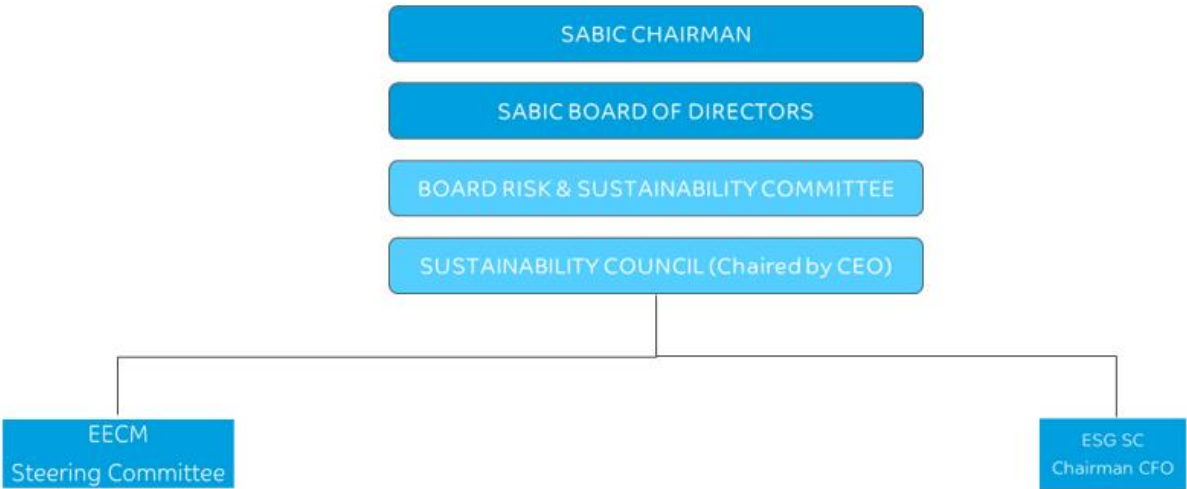 SABIC CHAIRMAN
SABIC BOARD OF DIRECTORS
BOARD RISK & SUSTAINABILITY COMMITTEE
SUSTAINABILITY COUNCIL (Chaired by CEO)
EECM
Steering Committee
ESG SC
Chairman CFO